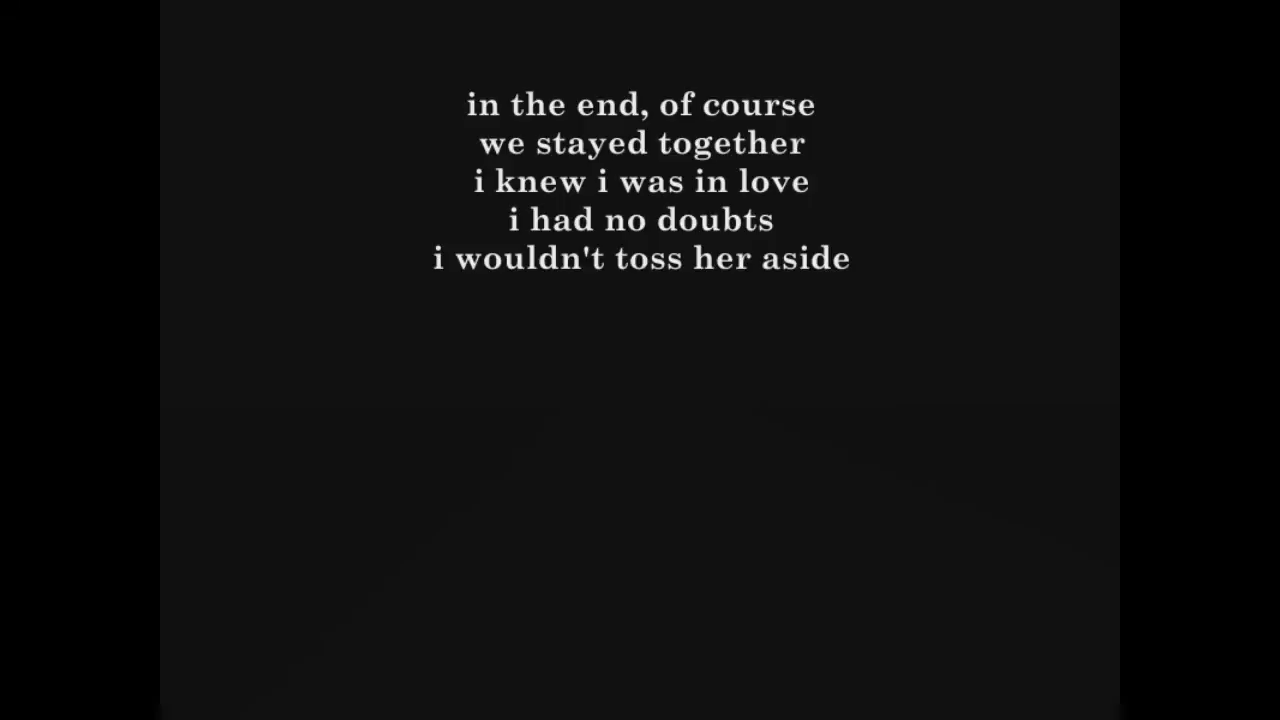 in the end, of course
we stayed together
i knew i was in love
i had no doubts
i wouldn't toss her aside